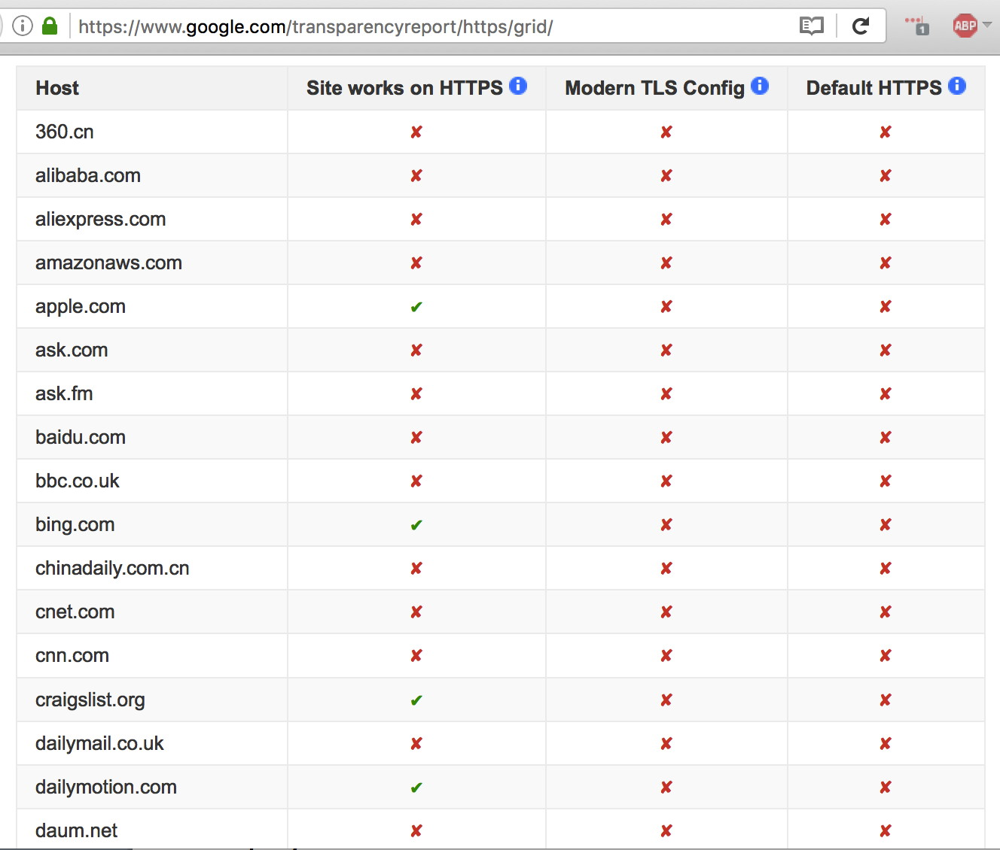 https://www.google.com/transparencyreport/https/grid/ 1 ABP
Host Site works on HTTPS i Modern TLS Config i Default HTTPS i
360.cn ✘ ✘ ✘
alibaba.com ✘ ✘ ✘
aliexpress.com ✘ ✘ ✘
amazonaws.com ✘ ✘ ✘
apple.com ✔ ✘ ✘
ask.com ✘ ✘ ✘
ask.fm ✘ ✘ ✘
baidu.com ✘ ✘ ✘
bbc.co.uk ✘ ✘ ✘
bing.com ✔ ✘ ✘
chinadaily.com.cn ✘ ✘ ✘
cnet.com ✘ ✘ ✘
cnn.com ✘ ✘ ✘
craigslist.org ✔ ✘ ✘
dailymail.co.uk ✘ ✘ ✘
dailymotion.com ✔ ✘ ✘
daum.net ✘ ✘ ✘